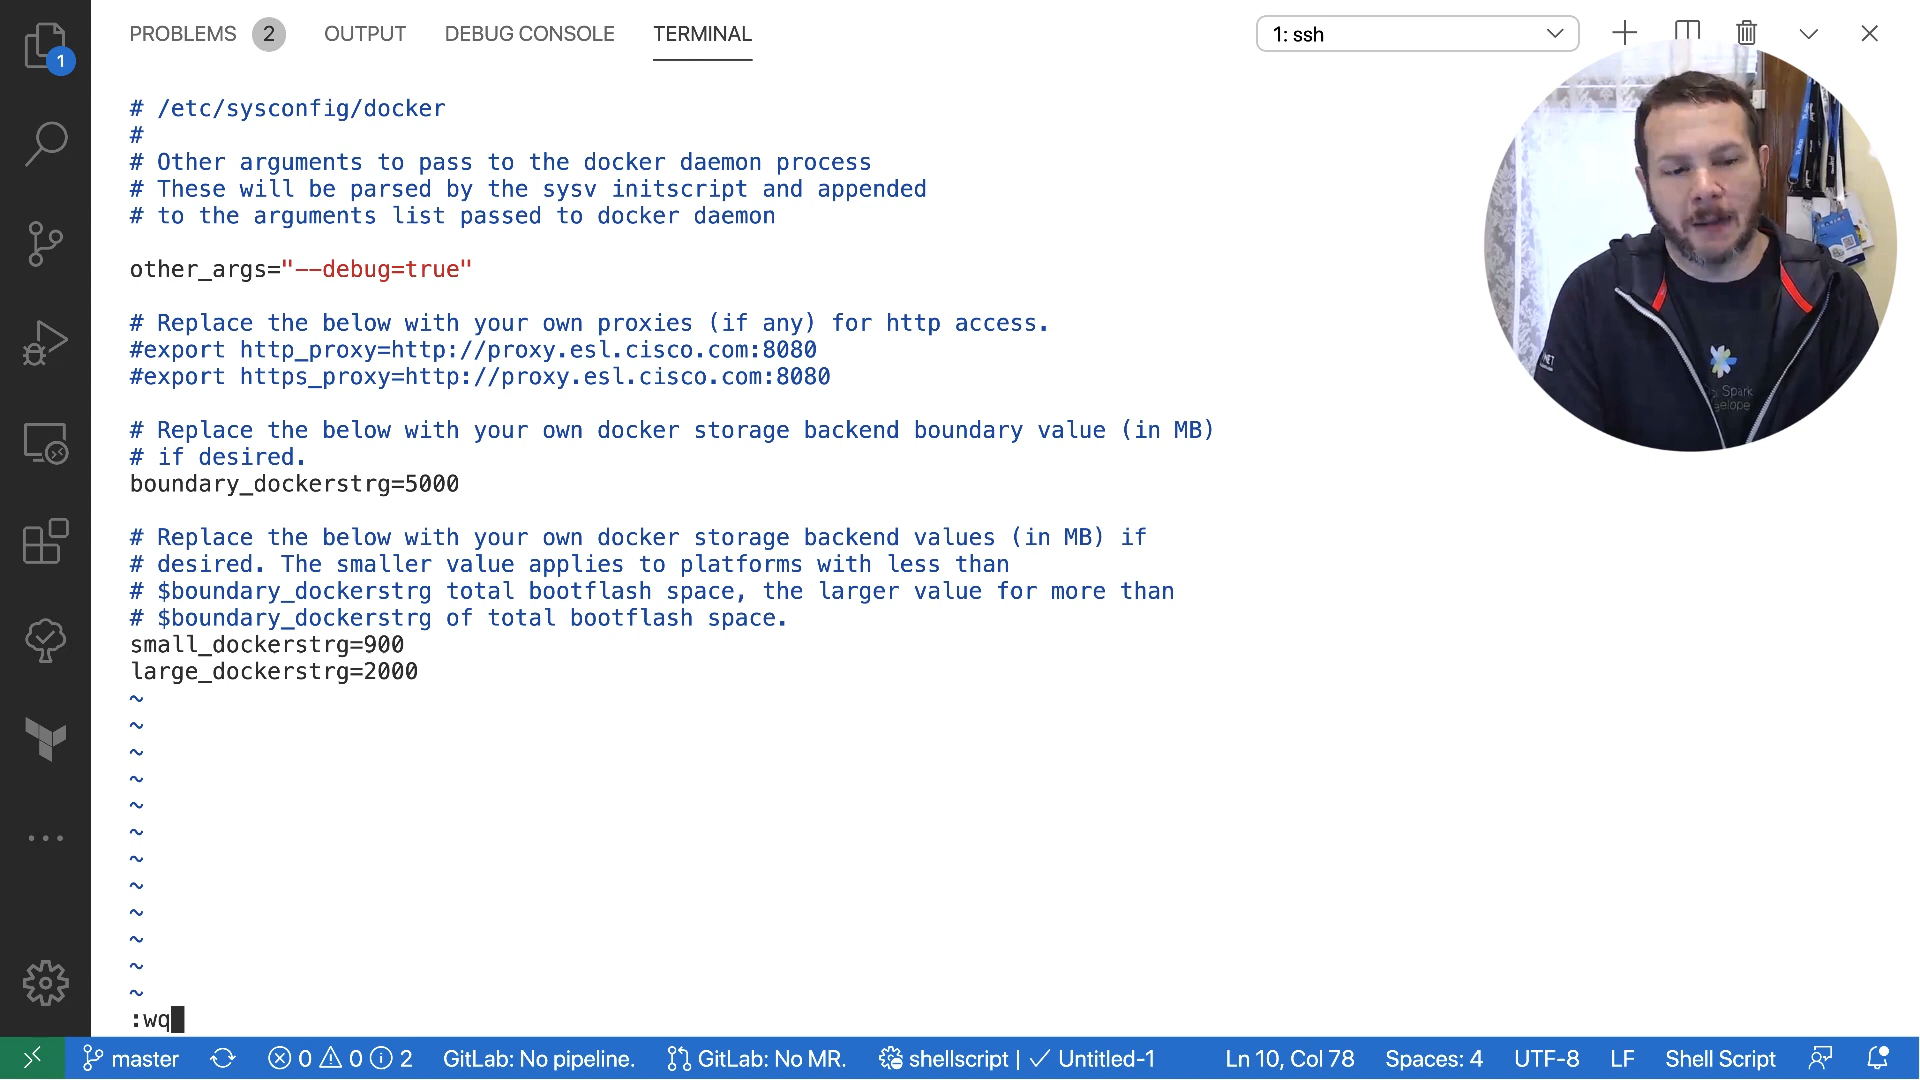 PROBLEMS 2 OUTPUT DEBUG CONSOLE TERMINAL 1: ssh
1
# /etc/sysconfig/docker
#
# Other arguments to pass to the docker daemon process
# These will be parsed by the sysv initscript and appended
# to the arguments list passed to docker daemon
other_args="--debug=true"
# Replace the below with your own proxies (if any) for http access.
#export http_proxy=http://proxy.esl.cisco.com:8080
#export https_proxy=http://proxy.esl.cisco.com:8080
# Replace the below with your own docker storage backend boundary value (in MB)
# if desired.
boundary_dockerstrg=5000
# Replace the below with your own docker storage backend values (in MB) if
# desired. The smaller value applies to platforms with less than
# $boundary_dockerstrg total bootflash space, the larger value for more than
# $boundary_dockerstrg of total bootflash space.
small_dockerstrg=900
large_dockerstrg=2000
~
~
~
~
~
~
~
~
~
~
~
~
:wq
master 0 0 2 GitLab: No pipeline. GitLab: No MR. shellscript | ✓ Untitled-1 Ln 10, Col 78 Spaces: 4 UTF-8 LF Shell Script
Spark